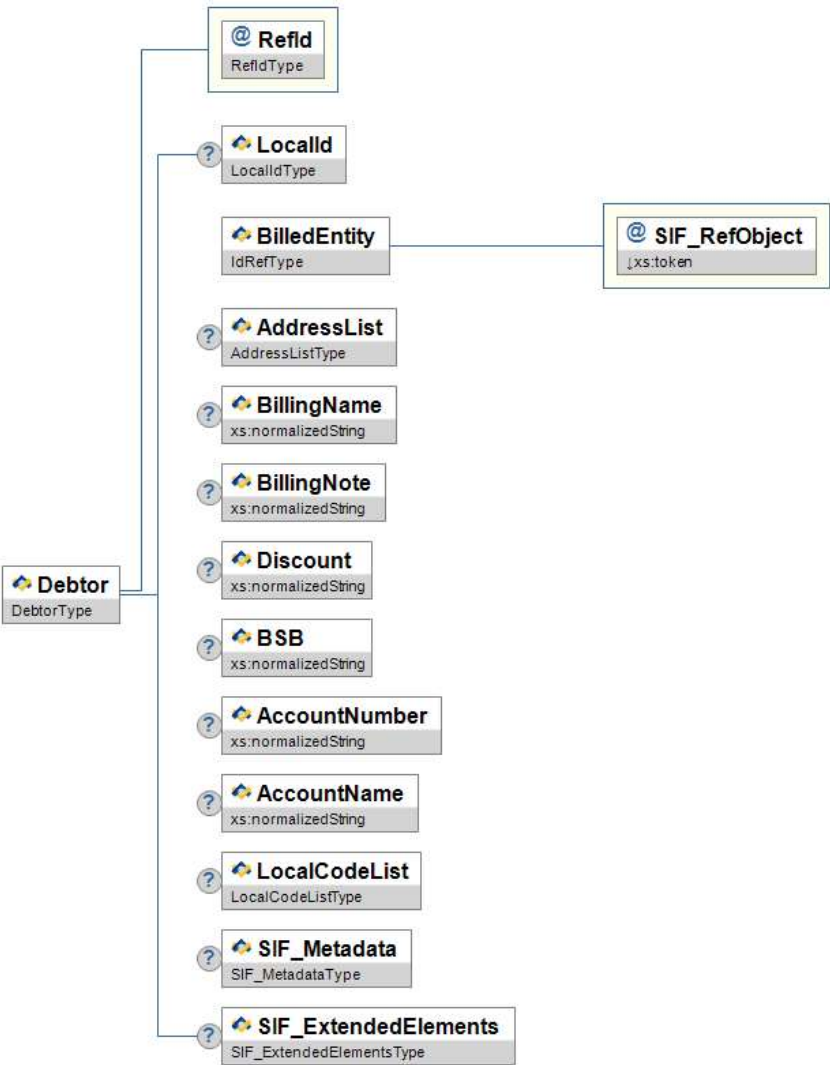 @ RefId
RefIdType
? LocalId
LocalIdType
BilledEntity
IdRefType
@ SIF_RefObject
↓xs:token
? AddressList
AddressListType
? BillingName
xs:normalizedString
? BillingNote
xs:normalizedString
? Discount
xs:normalizedString
Debtor
DebtorType
? BSB
xs:normalizedString
? AccountNumber
xs:normalizedString
? AccountName
xs:normalizedString
? LocalCodeList
LocalCodeListType
? SIF_Metadata
SIF_MetadataType
? SIF_ExtendedElements
SIF_ExtendedElementsType